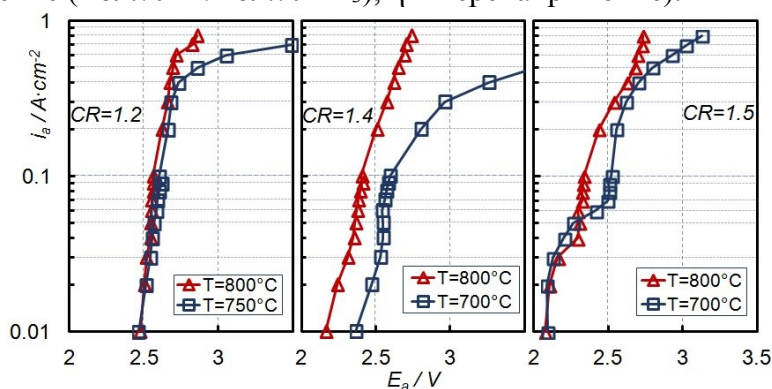 1
CR=1.2
CR=1.4
CR=1.5
i_a / A·cm⁻²
0.1
T=800°C
T=750°C
T=800°C
T=700°C
T=800°C
T=700°C
0.01
2 2.5 3 2 2.5 3 2 2.5 3 3.5
E_a / V